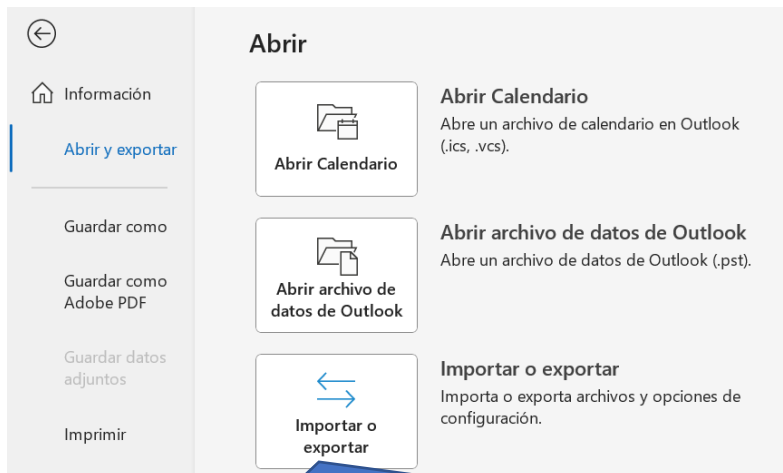 Abrir
Información
Abrir y exportar
Guardar como
Guardar como
Adobe PDF
Guardar datos
adjuntos
Imprimir
Abrir Calendario
Abrir Calendario
Abre un archivo de calendario en Outlook
(.ics, .vcs).
Abrir archivo de
datos de Outlook
Abrir archivo de datos de Outlook
Abre un archivo de datos de Outlook (.pst).
Importar o
exportar
Importar o exportar
Importa o exporta archivos y opciones de
configuración.